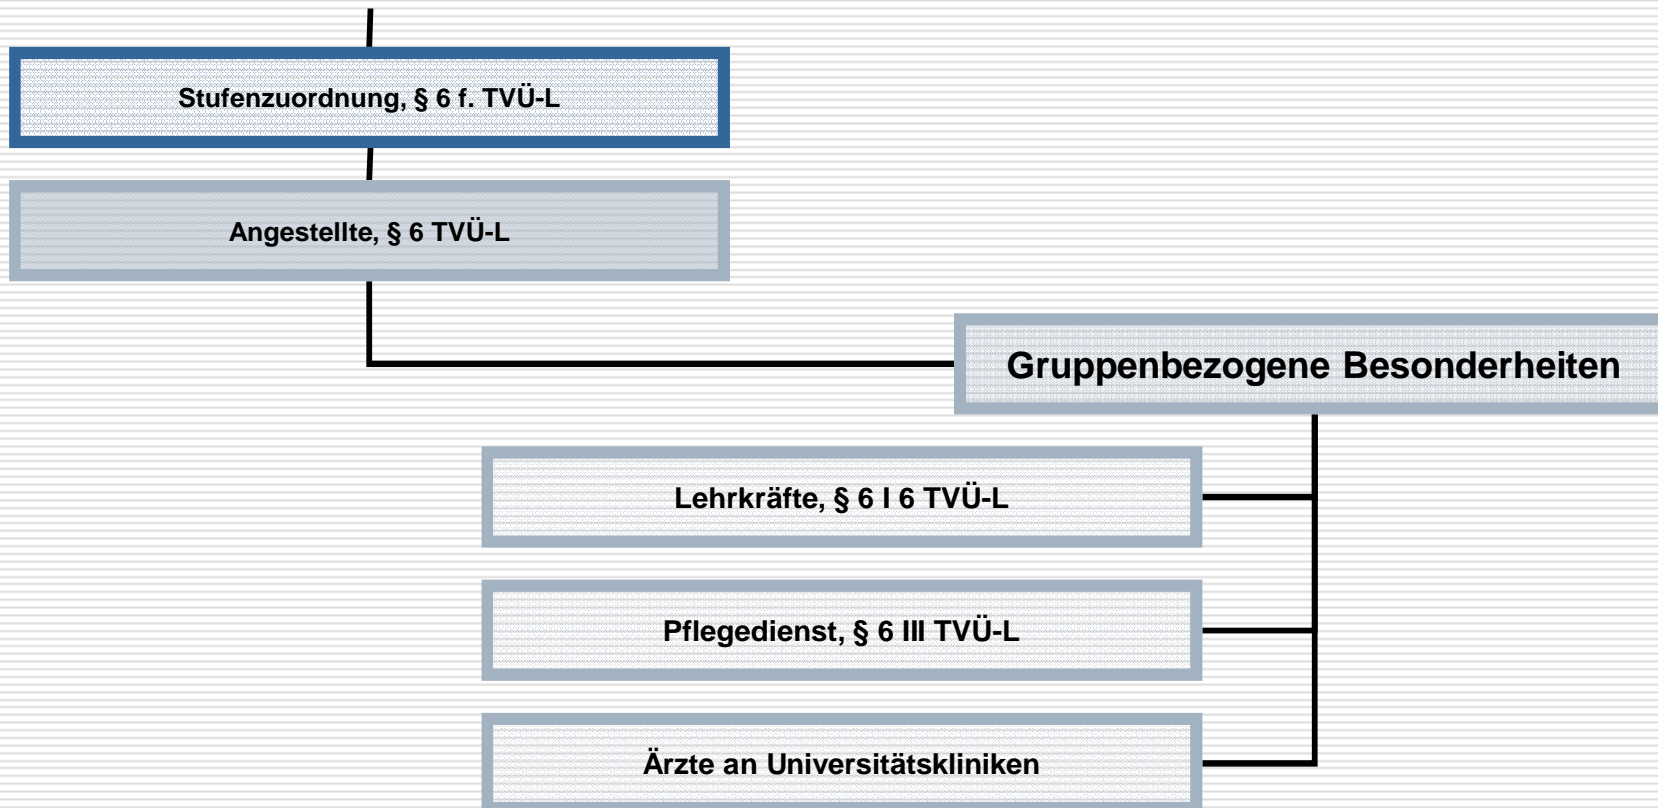 Stufenzuordnung, § 6 f. TVÜ-L
Angestellte, § 6 TVÜ-L
Gruppenbezogene Besonderheiten
Lehrkräfte, § 6 I 6 TVÜ-L
Pflegedienst, § 6 III TVÜ-L
Ärzte an Universitätskliniken